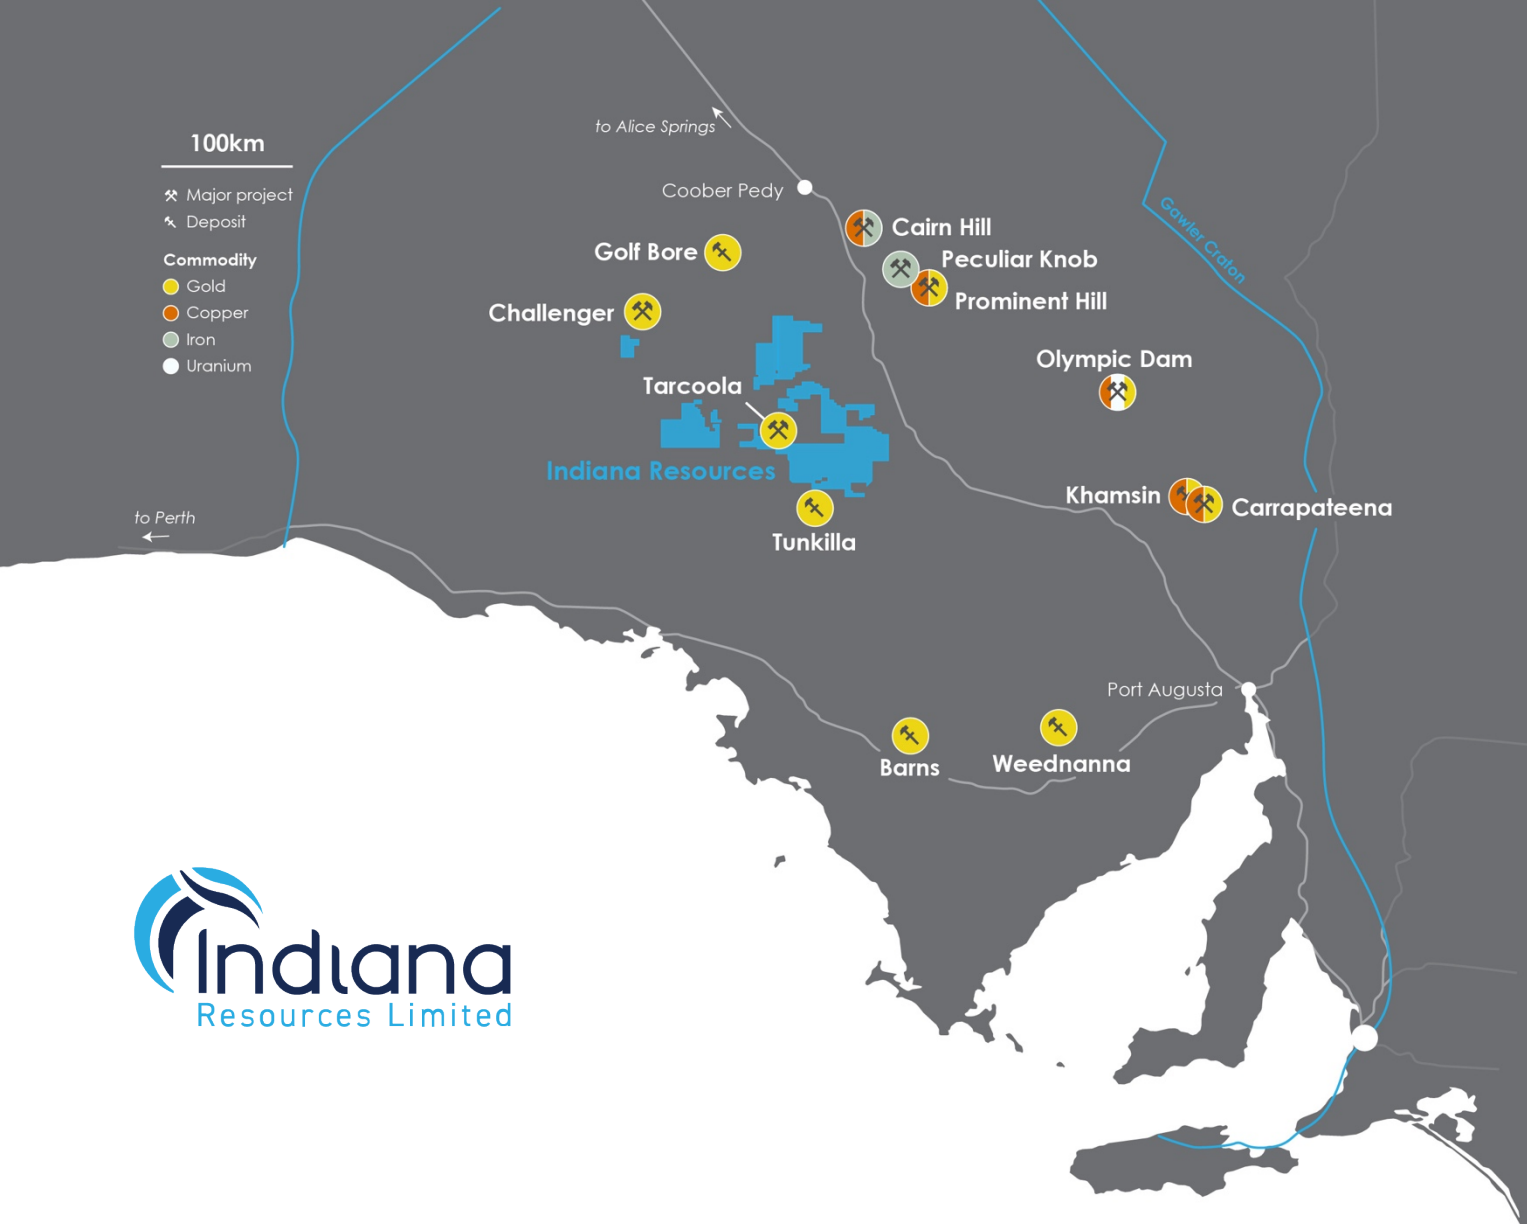 100km
Major project
Deposit
Commodity
Gold
Copper
Iron
Uranium
to Alice Springs
Coober Pedy
Cairn Hill
Golf Bore
Peculiar Knob
Prominent Hill
Challenger
Gawler Craton
Olympic Dam
Tarcoola
Indiana Resources
Khamsin
Carrapateena
to Perth
Tunkilla
Port Augusta
Barns
Weednanna
Indiana
Resources Limited